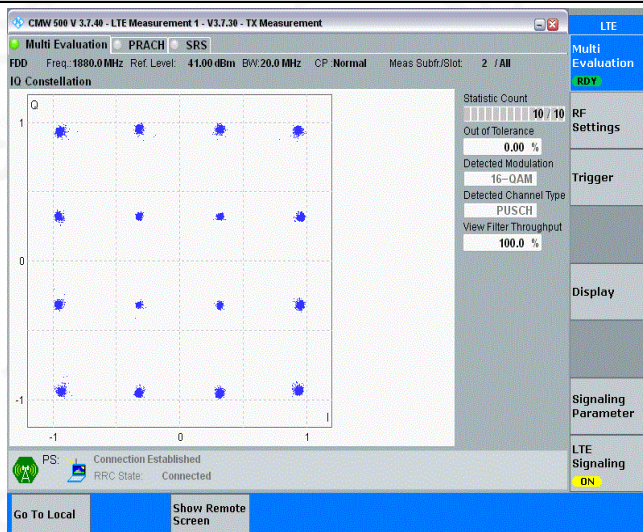 CMW 500 V 3.7.40 - LTE Measurement 1 - V3.7.30 - TX Measurement
LTE
Multi Evaluation PRACH SRS
FDD Freq.:1880.0 MHz Ref. Level: 41.00 dBm BW:20.0 MHz CP :Normal Meas Subfr./Slot: 2 / All
IQ Constellation
Q
1
0
-1
-1
0
1
I
Statistic Count
10 / 10
Out of Tolerance
0.00 %
Detected Modulation
16-QAM
Detected Channel Type
PUSCH
View Filter Throughput
100.0 %
Multi
Evaluation
RDY
RF
Settings
Trigger
Display
Signaling
Parameter
LTE
Signaling
ON
PS: Connection Established
RRC State: Connected
Go To Local
Show Remote
Screen